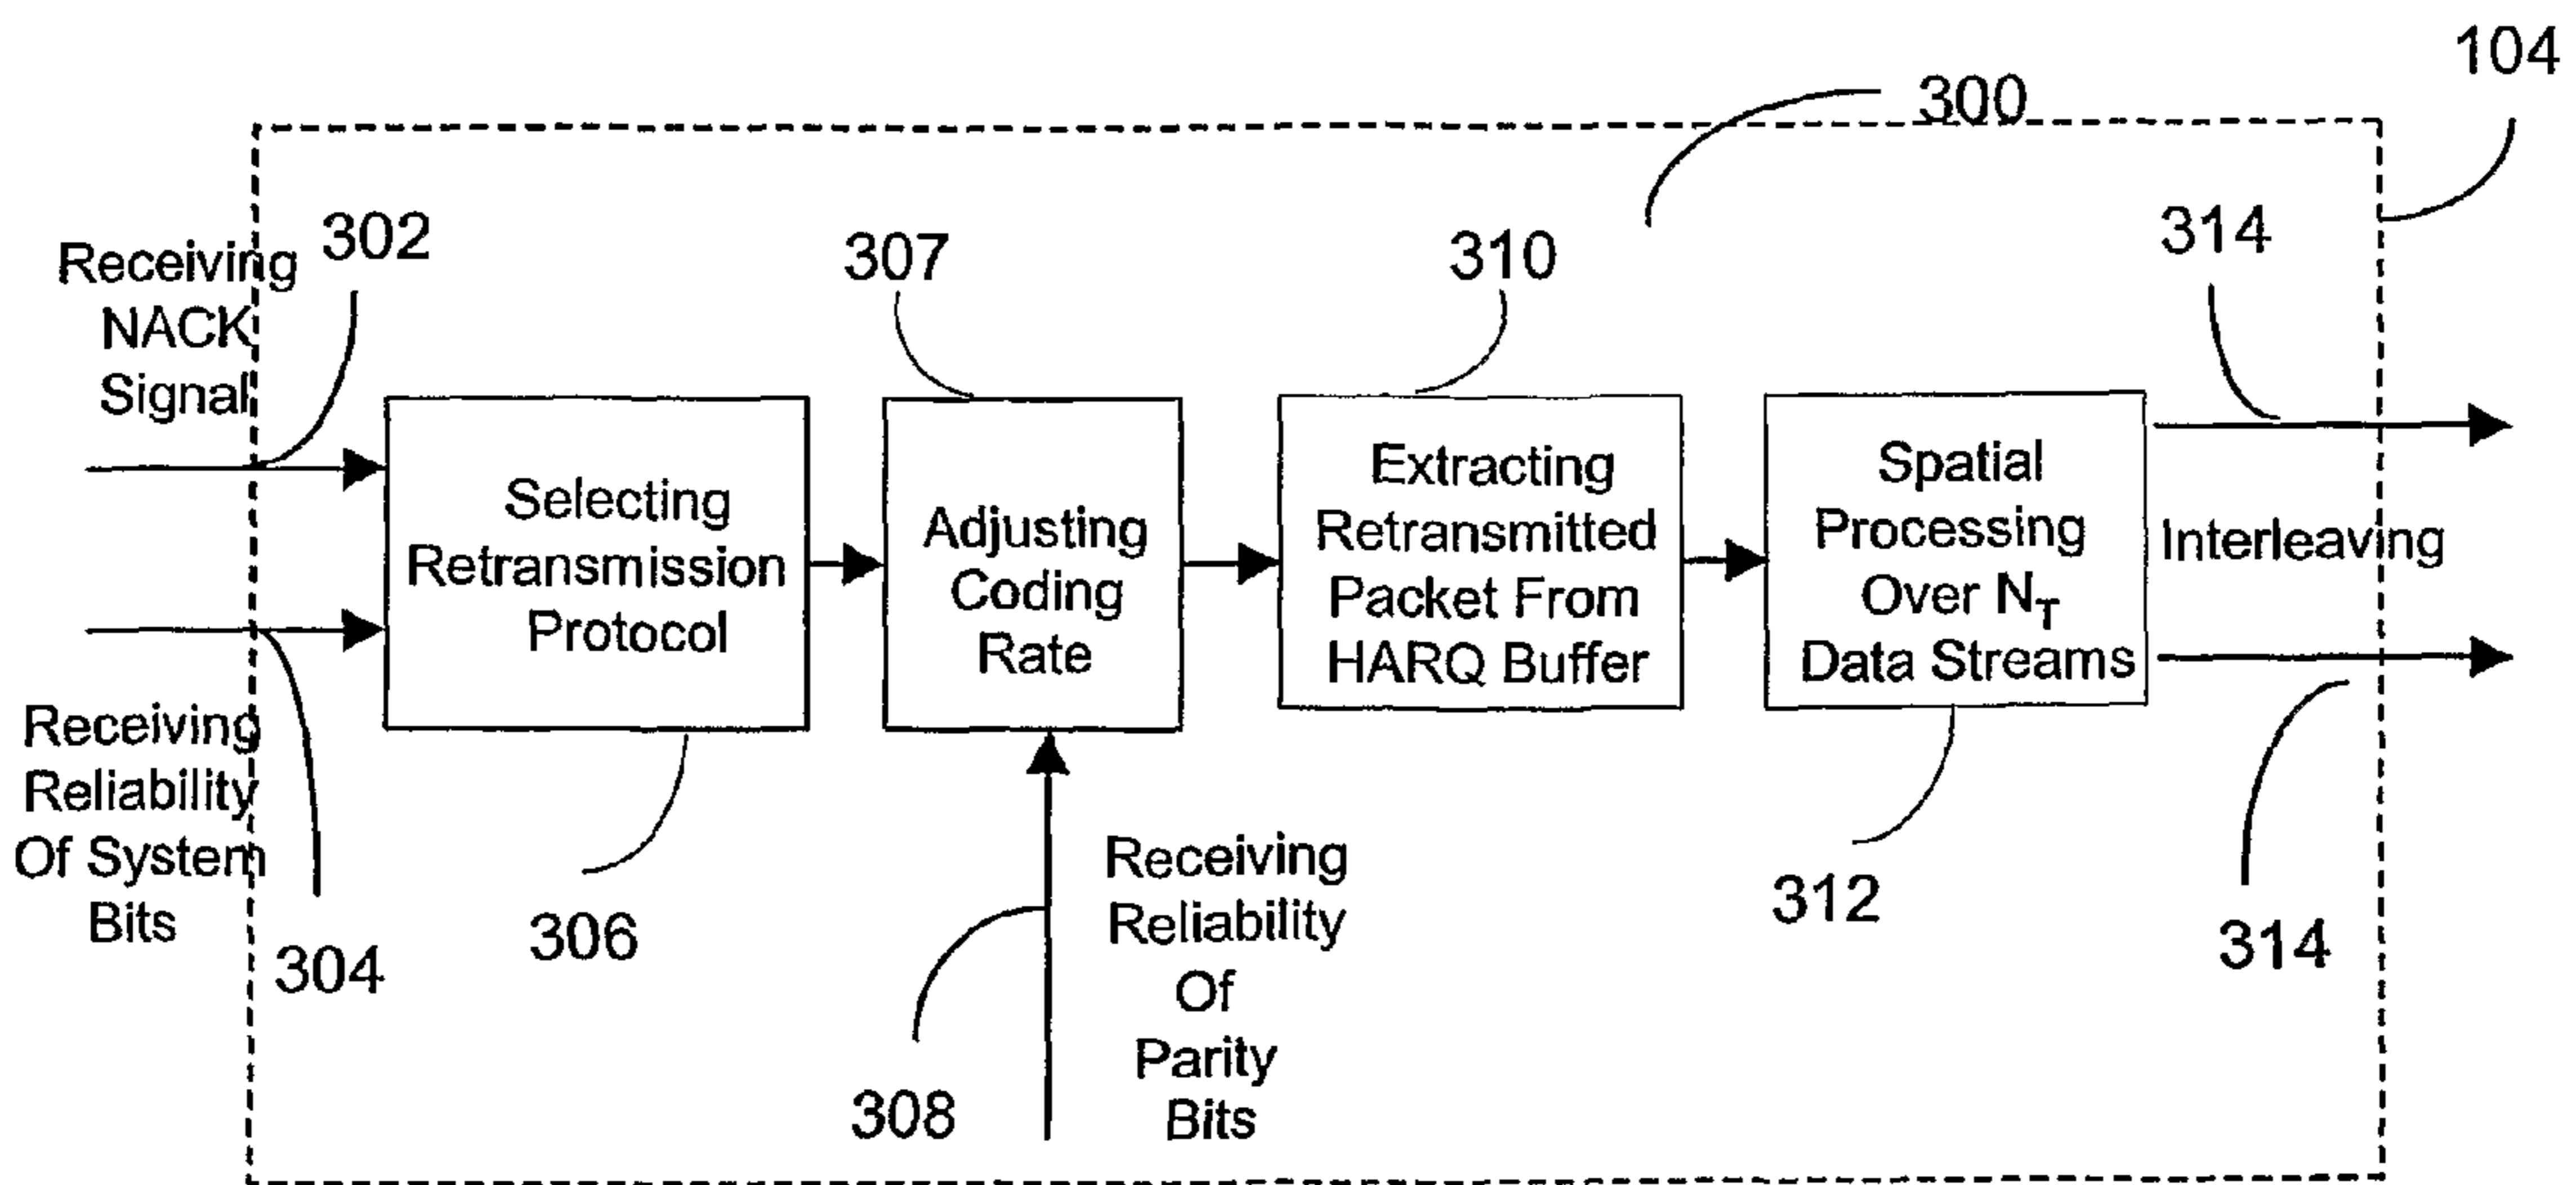 104
300
302
307
310
314
Receiving
NACK
Signal
Selecting
Retransmission
Protocol
Adjusting
Coding
Rate
Extracting
Retransmitted
Packet From
HARQ Buffer
Spatial
Processing
Over N_T
Data Streams
Interleaving
Receiving
Reliability
Of System
Bits
304
306
308
Receiving
Reliability
Of
Parity
Bits
312
314